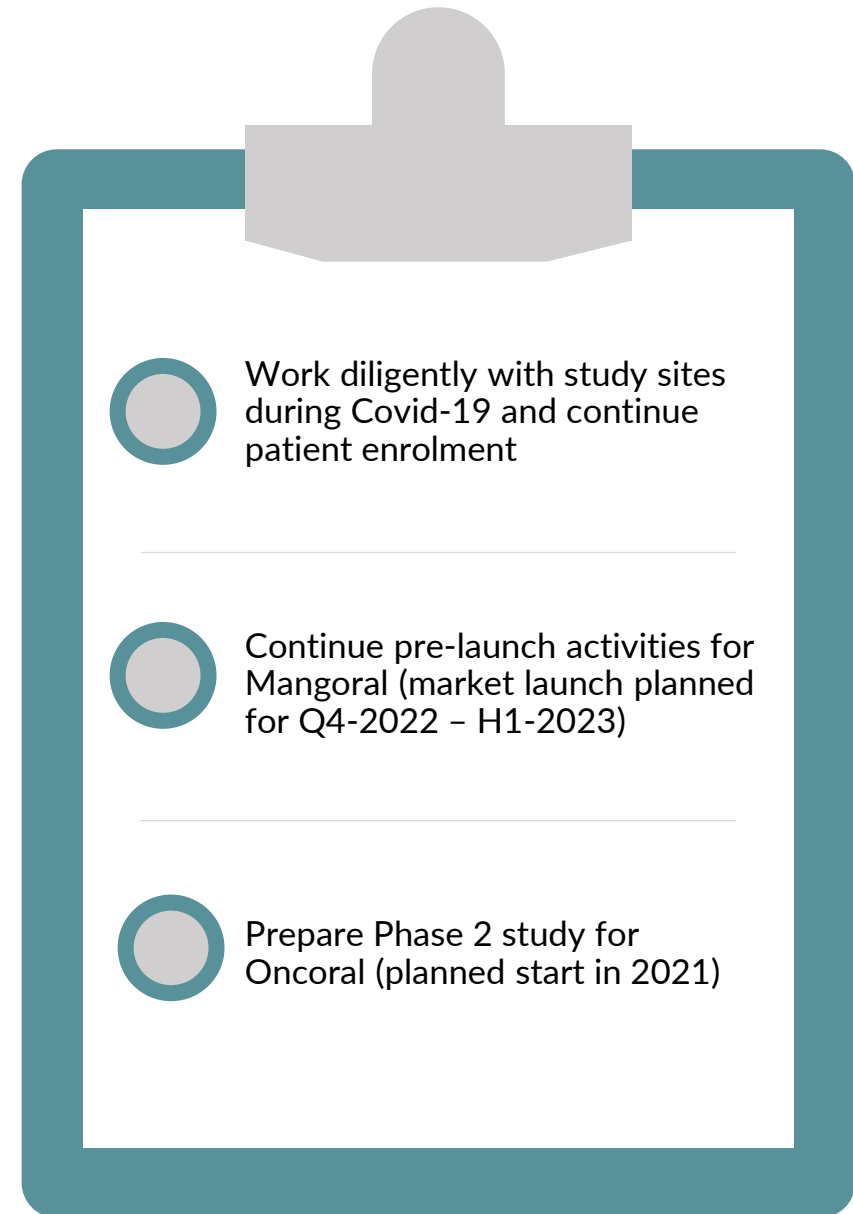 Work diligently with study sites
during Covid-19 and continue
patient enrolment
Continue pre-launch activities for
Mangoral (market launch planned
for Q4-2022 – H1-2023)
Prepare Phase 2 study for
Oncoral (planned start in 2021)